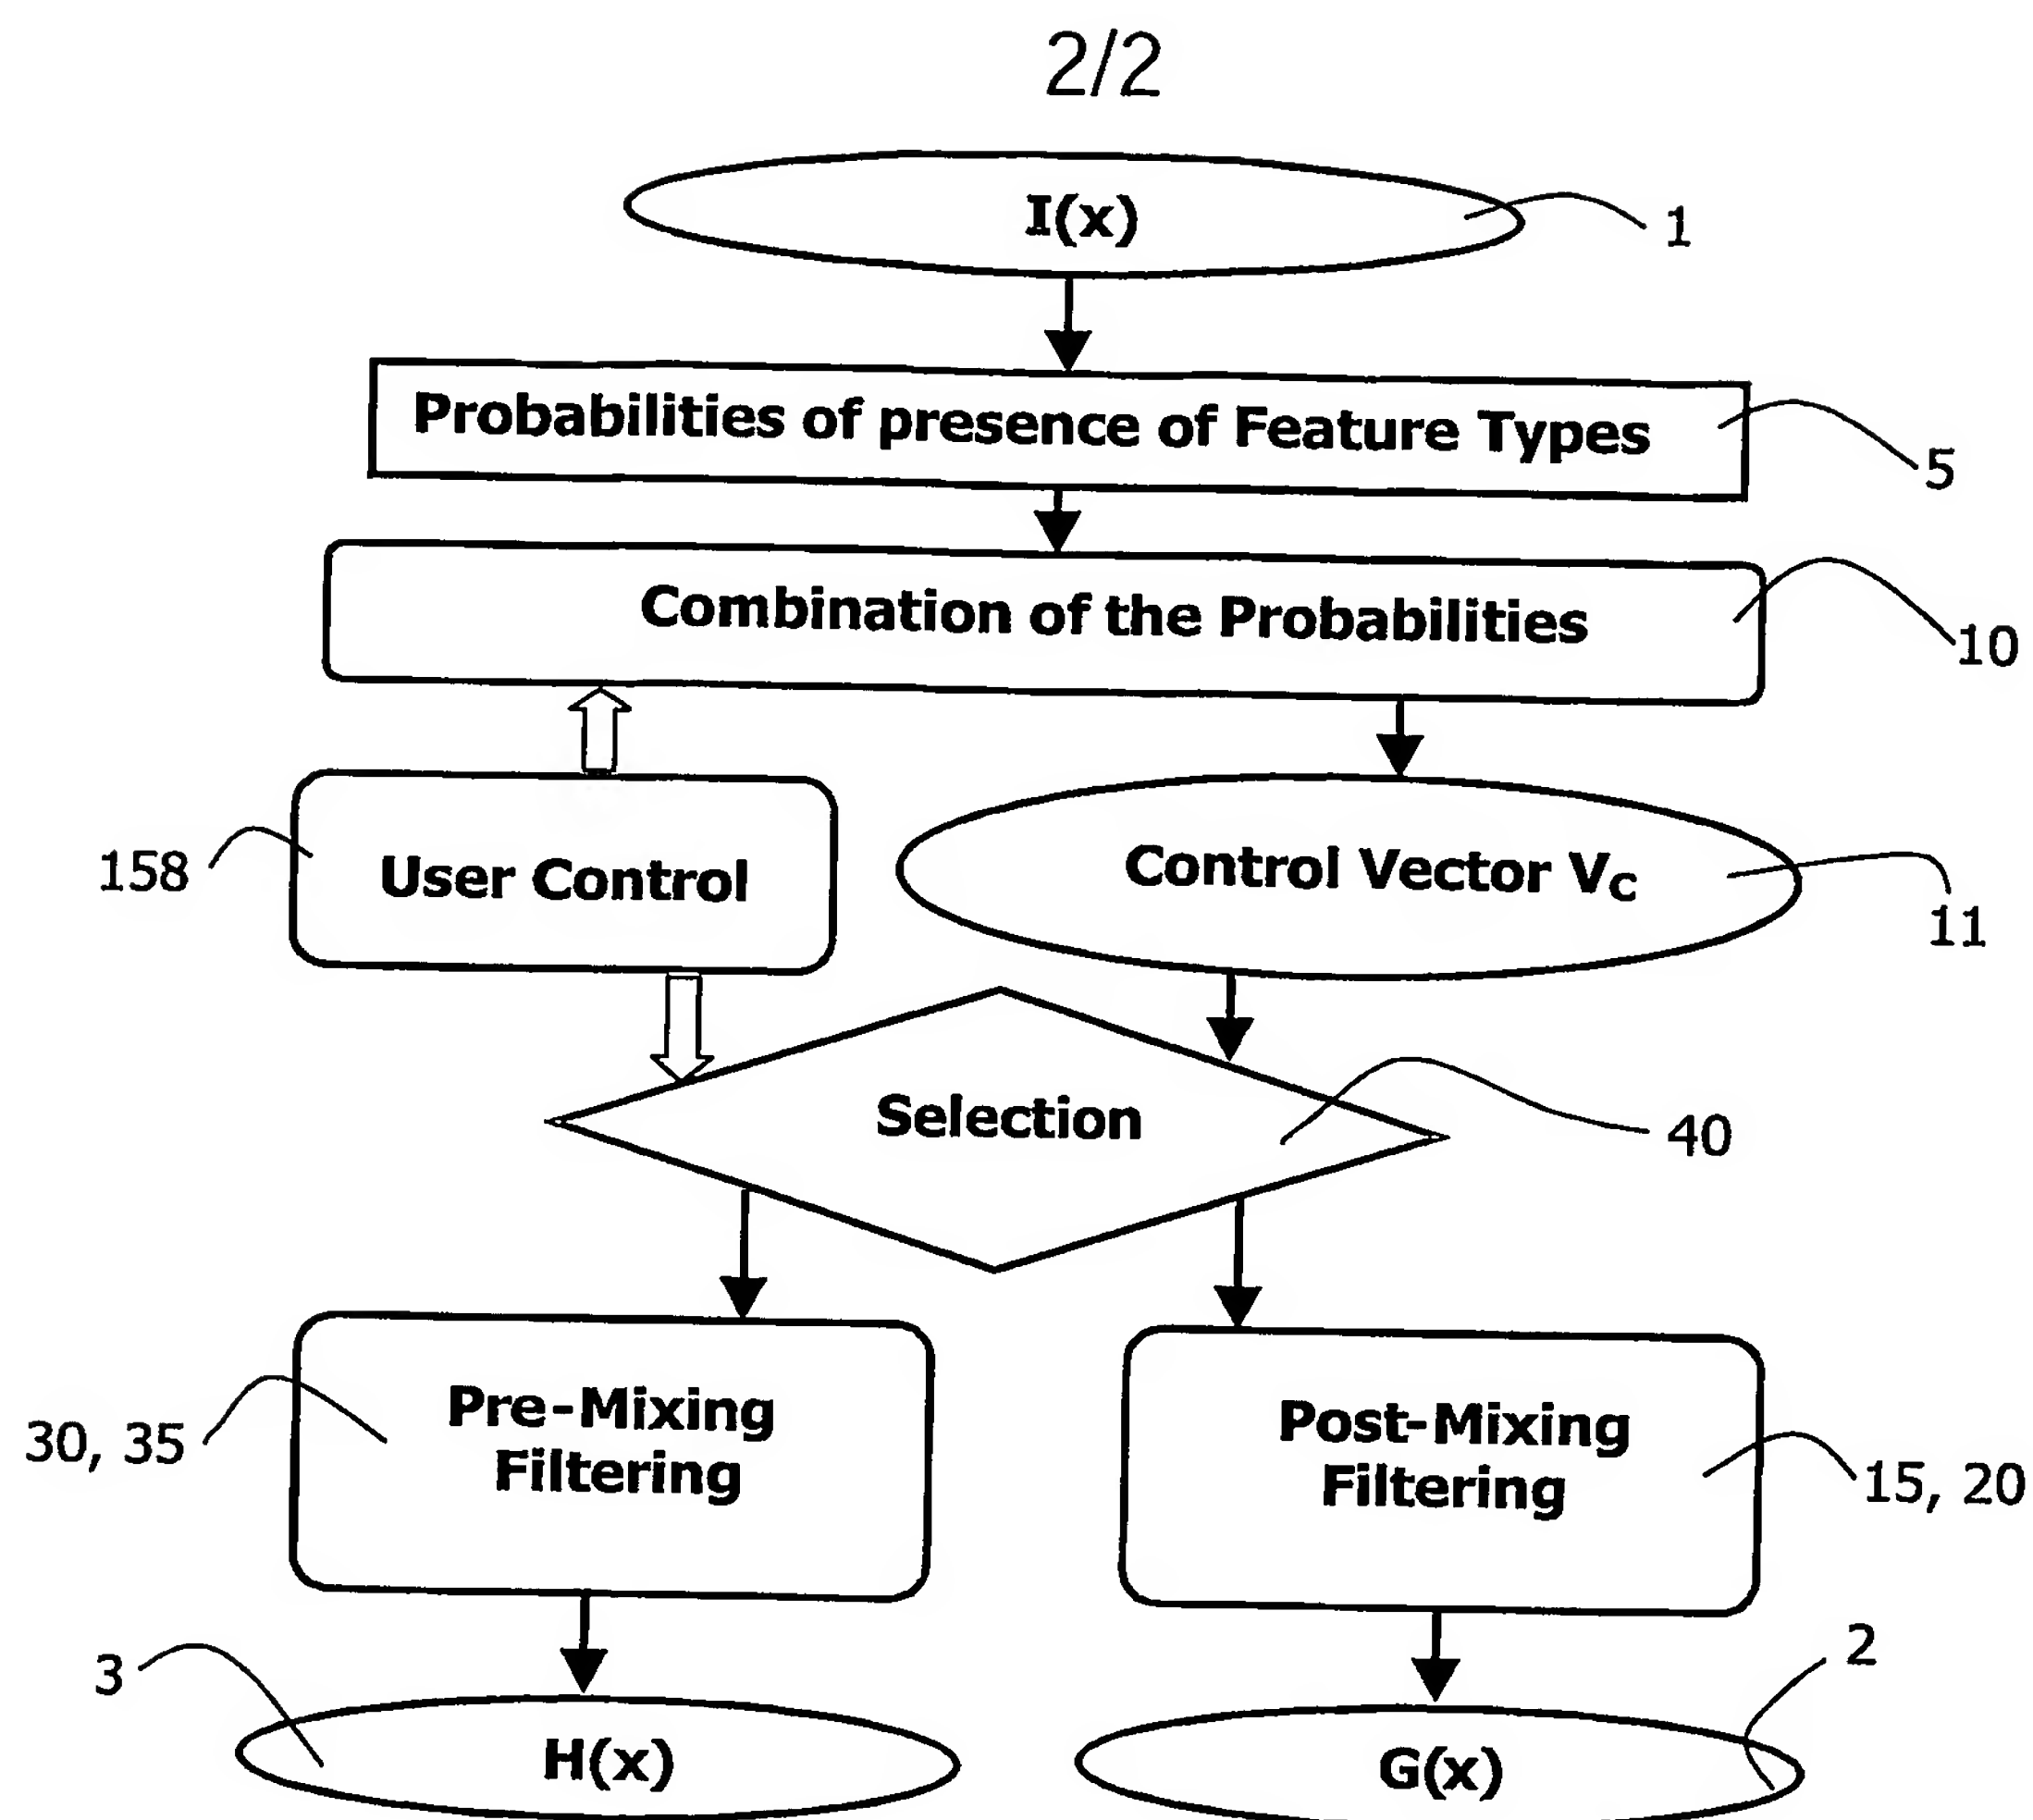 2/2
I(x)
1
Probabilities of presence of Feature Types
5
Combination of the Probabilities
10
158
User Control
Control Vector Vc
11
Selection
40
30, 35
Pre-Mixing
Filtering
Post-Mixing
Filtering
15, 20
3
2
H(x)
G(x)